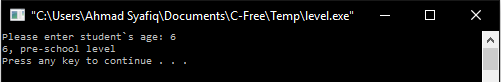 "C:\Users\Ahmad Syafiq\Documents\C-Free\Temp\level.exe"
Please enter student`s age: 6
6, pre-school level
Press any key to continue . . .